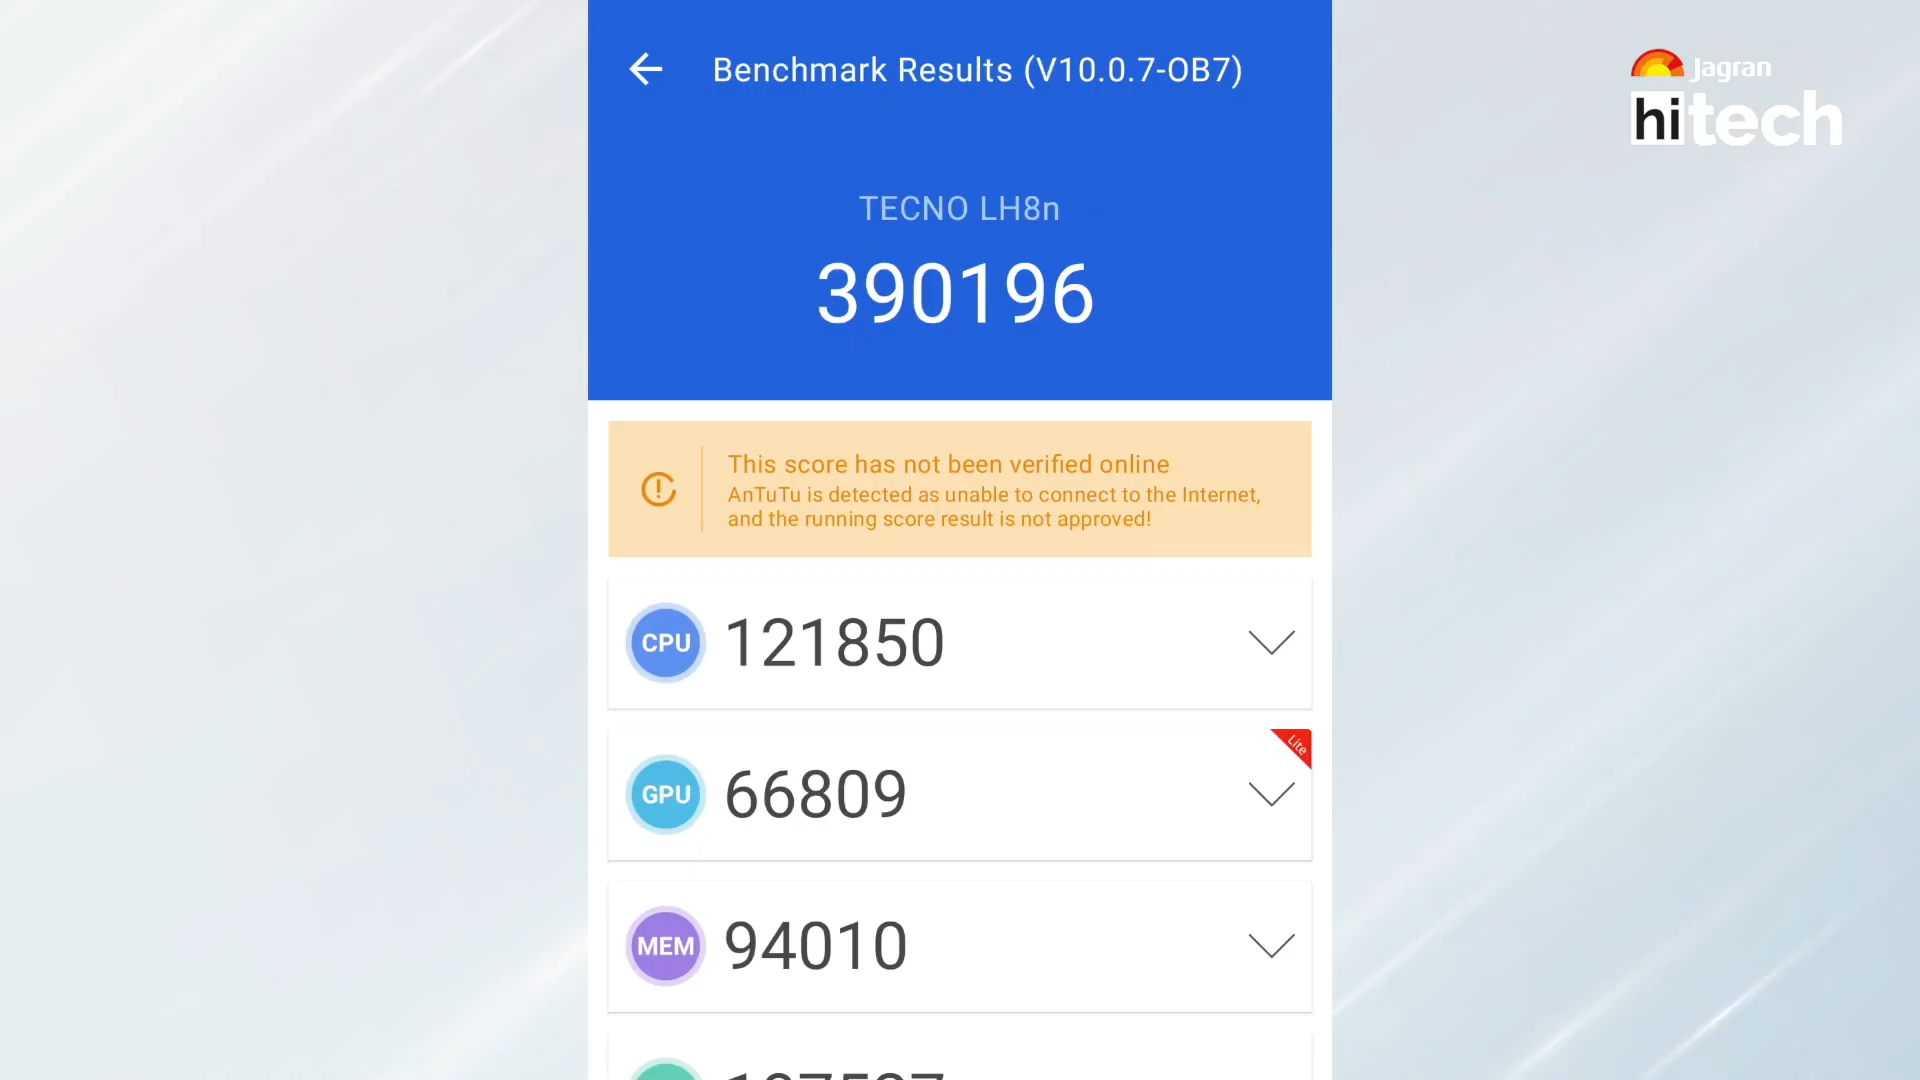 Benchmark Results (V10.0.7-OB7)
Jagran
hitech
TECNO LH8n
390196
This score has not been verified online
AnTuTu is detected as unable to connect to the Internet,
and the running score result is not approved!
CPU 121850
Lite
GPU 66809
MEM 94010